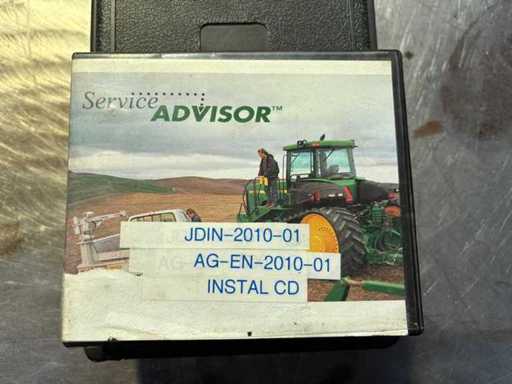 Service
ADVISOR™
JDIN-2010-01
AG-EN-2010-01
INSTAL CD